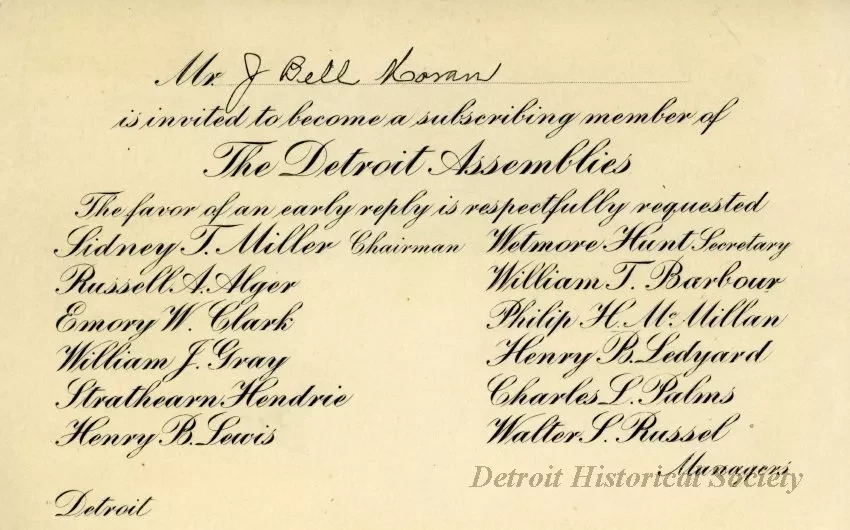 Mr. J Bell Moran
is invited to become a subscribing member of
The Detroit Assemblies
The favor of an early reply is respectfully requested
Sidney T. Miller Chairman
Wetmore Hunt Secretary
Russell A. Alger
William T. Barbour
Emory W. Clark
Philip H. McMillan
William J. Gray
Henry B. Ledyard
Strathearn Hendrie
Charles L. Palms
Henry B. Lewis
Walter S. Russel
Managers
Detroit Historical Society
Detroit